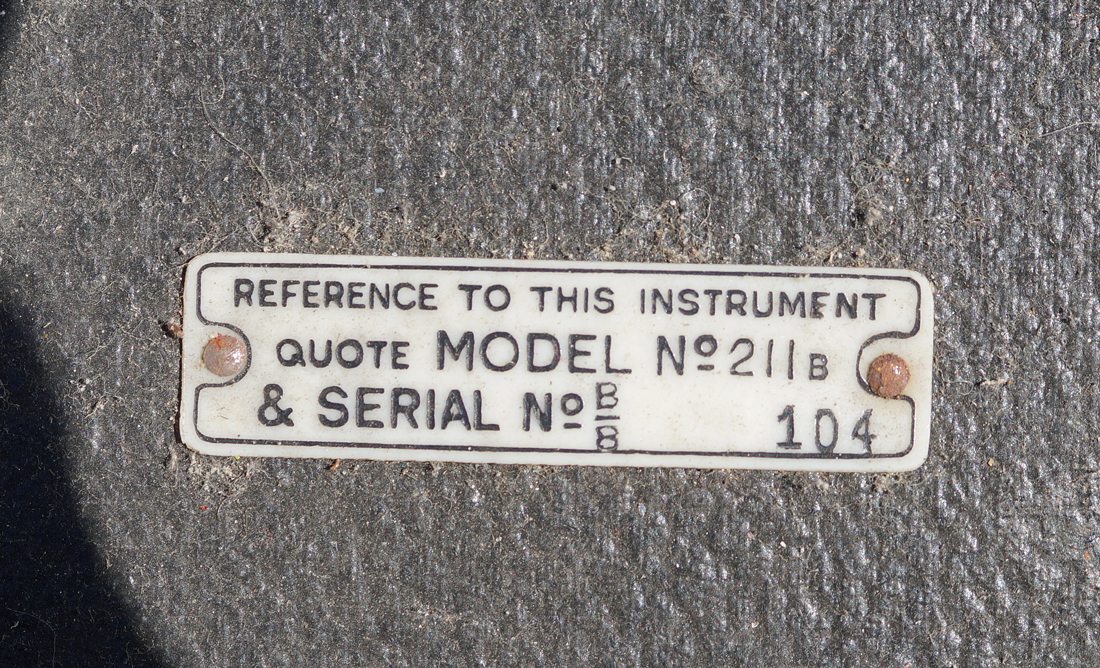 REFERENCE TO THIS INSTRUMENT
QUOTE MODEL Nº 211B
& SERIAL Nº B/8 104